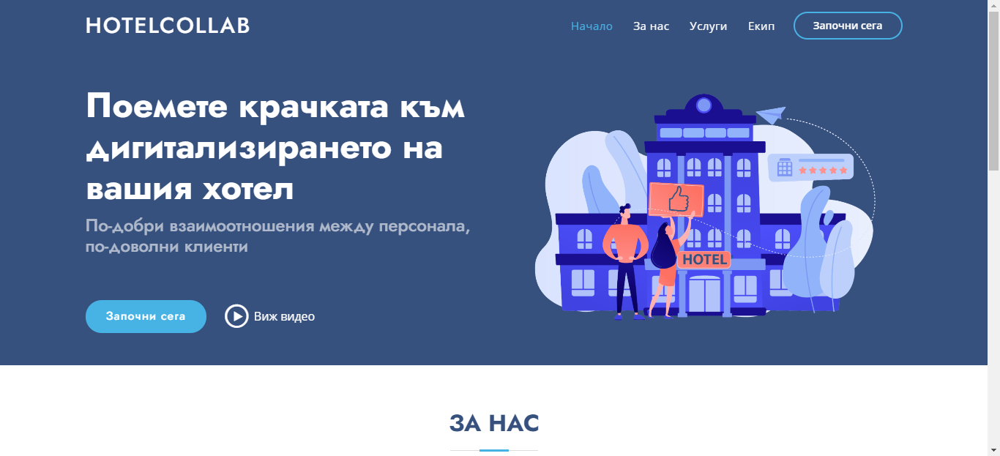 HOTELCOLLAB
Начало За нас Услуги Екип Започни сега
Поемете крачката към
дигитализирането на
вашия хотел
По-добри взаимоотношения между персонала,
по-доволни клиенти
Започни сега Виж видео
HOTEL
ЗА НАС